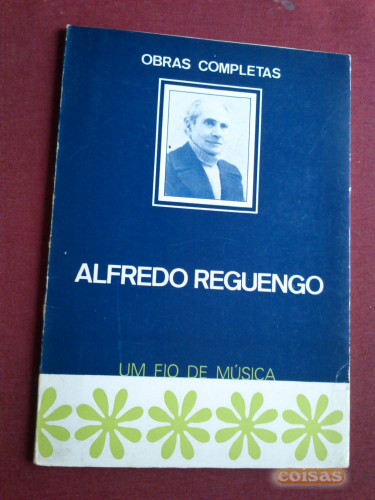 OBRAS COMPLETAS
ALFREDO REGUENGO
UM FIO DE MÚSICA
coisas